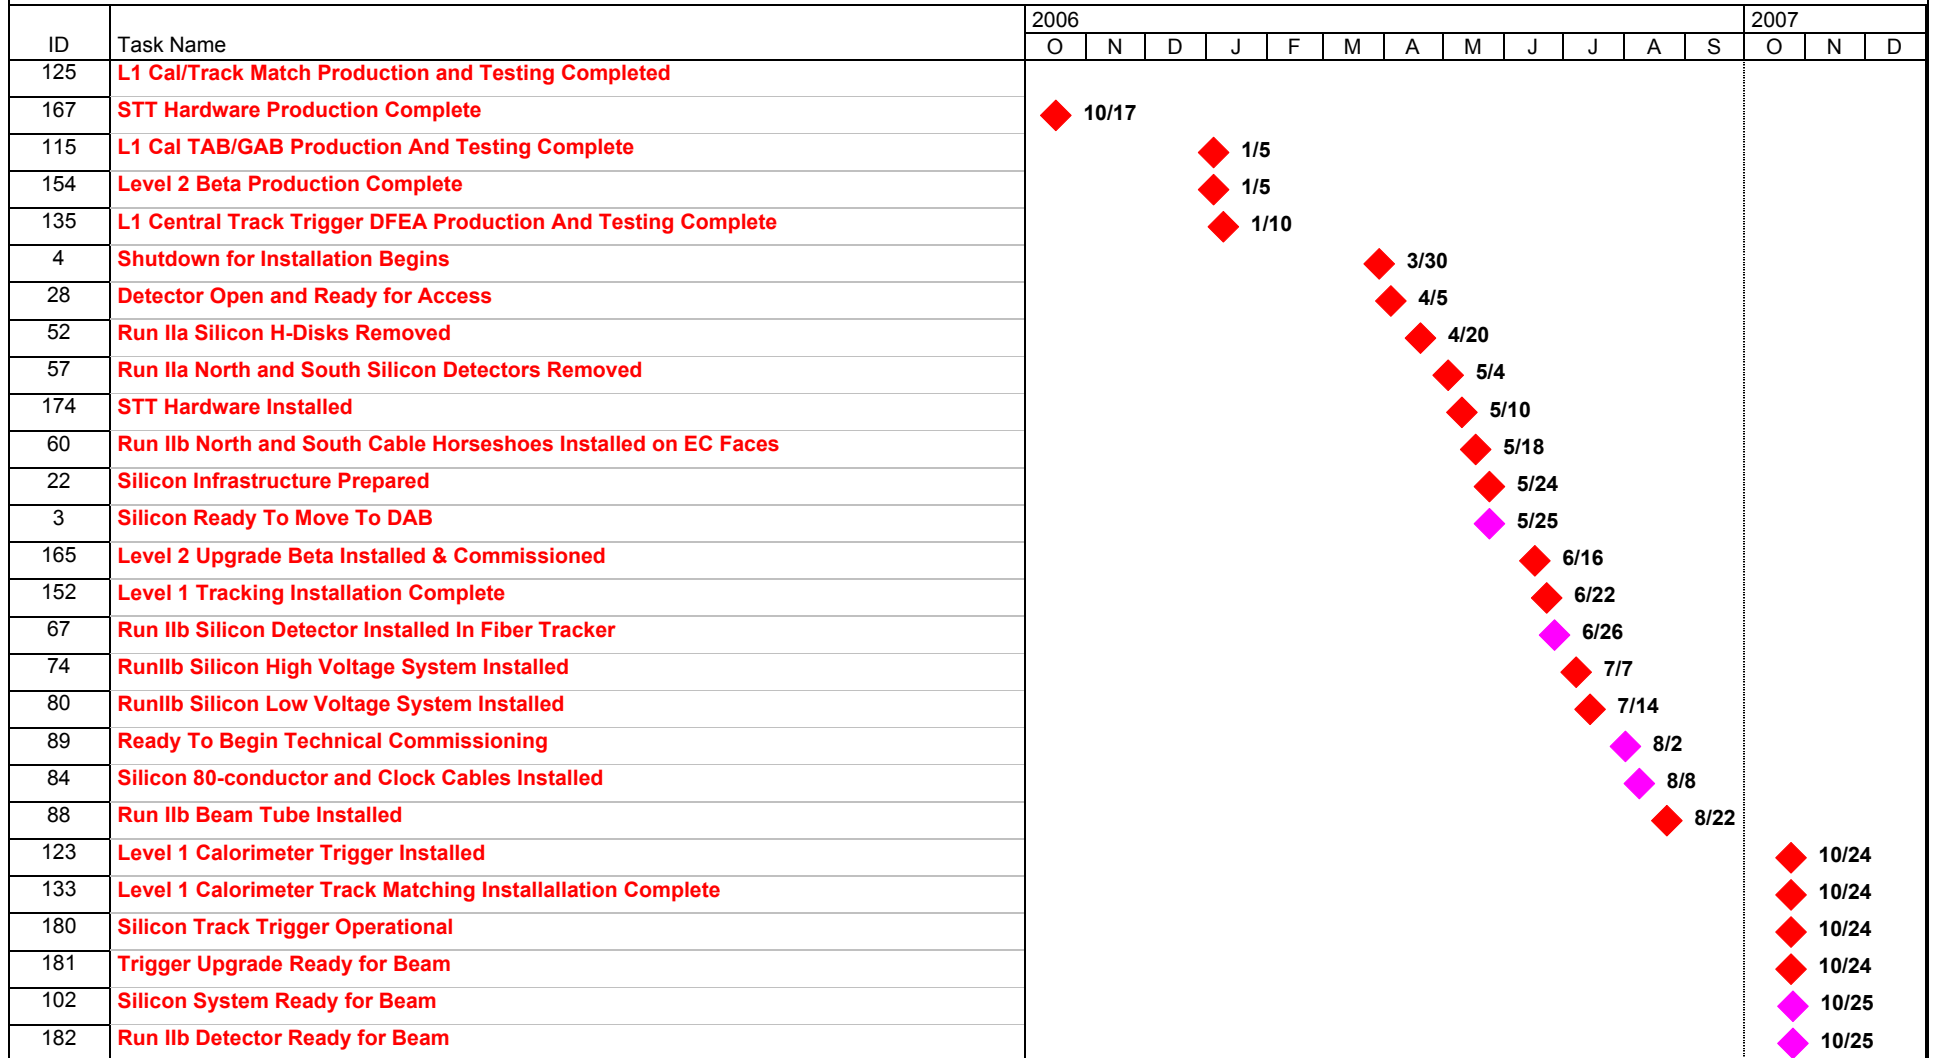 2006 2007
ID Task Name O N D J F M A M J J A S O N D
125 L1 Cal/Track Match Production and Testing Completed
167 STT Hardware Production Complete 10/17
115 L1 Cal TAB/GAB Production And Testing Complete 1/5
154 Level 2 Beta Production Complete 1/5
135 L1 Central Track Trigger DFEA Production And Testing Complete 1/10
4 Shutdown for Installation Begins 3/30
28 Detector Open and Ready for Access 4/5
52 Run IIa Silicon H-Disks Removed 4/20
57 Run IIa North and South Silicon Detectors Removed 5/4
174 STT Hardware Installed 5/10
60 Run IIb North and South Cable Horseshoes Installed on EC Faces 5/18
22 Silicon Infrastructure Prepared 5/24
3 Silicon Ready To Move To DAB 5/25
165 Level 2 Upgrade Beta Installed & Commissioned 6/16
152 Level 1 Tracking Installation Complete 6/22
67 Run IIb Silicon Detector Installed In Fiber Tracker 6/26
74 RunIIb Silicon High Voltage System Installed 7/7
80 RunIIb Silicon Low Voltage System Installed 7/14
89 Ready To Begin Technical Commissioning 8/2
84 Silicon 80-conductor and Clock Cables Installed 8/8
88 Run IIb Beam Tube Installed 8/22
123 Level 1 Calorimeter Trigger Installed 10/24
133 Level 1 Calorimeter Track Matching Installallation Complete 10/24
180 Silicon Track Trigger Operational 10/24
181 Trigger Upgrade Ready for Beam 10/24
102 Silicon System Ready for Beam 10/25
182 Run IIb Detector Ready for Beam 10/25